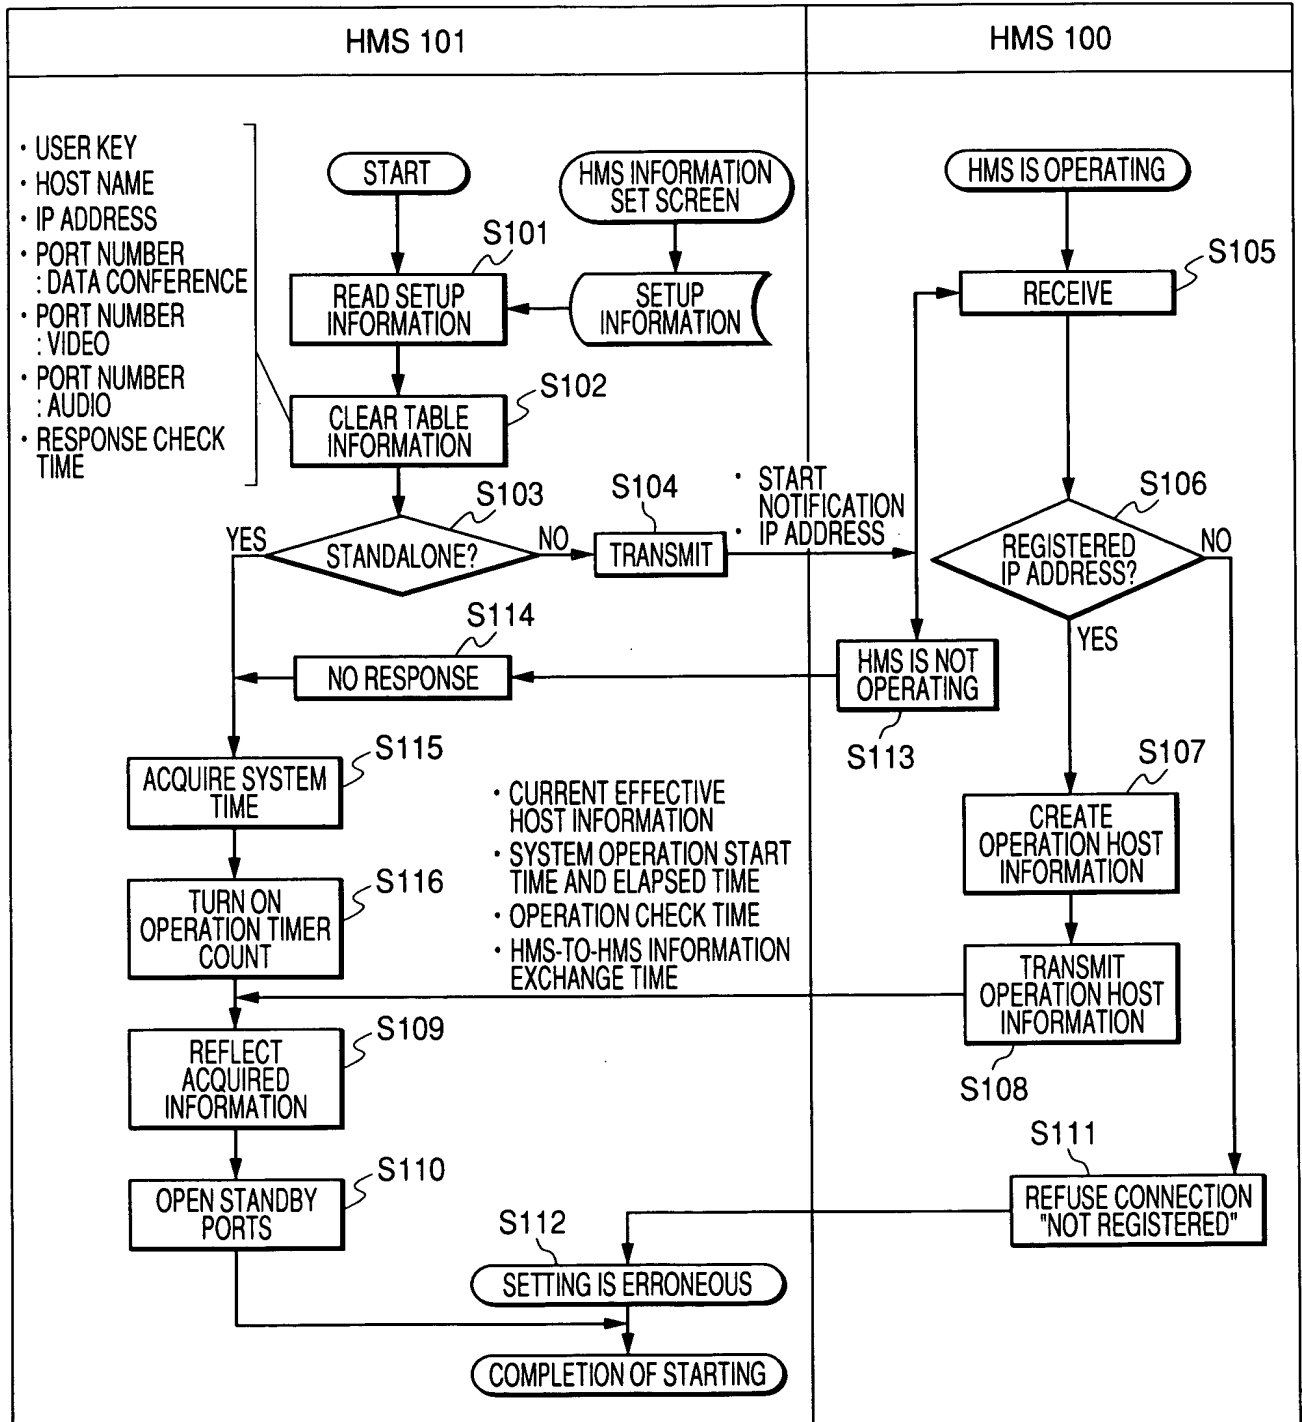 HMS 101
HMS 100
· USER KEY
· HOST NAME
· IP ADDRESS
· PORT NUMBER
: DATA CONFERENCE
· PORT NUMBER
: VIDEO
· PORT NUMBER
: AUDIO
· RESPONSE CHECK
TIME
START
HMS INFORMATION
SET SCREEN
S101
READ SETUP
INFORMATION
SETUP
INFORMATION
S102
CLEAR TABLE
INFORMATION
S103
YES
STANDALONE?
NO
S104
TRANSMIT
· START
NOTIFICATION
· IP ADDRESS
HMS IS OPERATING
S105
RECEIVE
S106
REGISTERED
IP ADDRESS?
NO
YES
S114
NO RESPONSE
HMS IS NOT
OPERATING
S113
S115
ACQUIRE SYSTEM
TIME
S116
TURN ON
OPERATION TIMER
COUNT
· CURRENT EFFECTIVE
HOST INFORMATION
· SYSTEM OPERATION START
TIME AND ELAPSED TIME
· OPERATION CHECK TIME
· HMS-TO-HMS INFORMATION
EXCHANGE TIME
S107
CREATE
OPERATION HOST
INFORMATION
TRANSMIT
OPERATION HOST
INFORMATION
S108
S109
REFLECT
ACQUIRED
INFORMATION
S110
OPEN STANDBY
PORTS
S111
REFUSE CONNECTION
"NOT REGISTERED"
S112
SETTING IS ERRONEOUS
COMPLETION OF STARTING